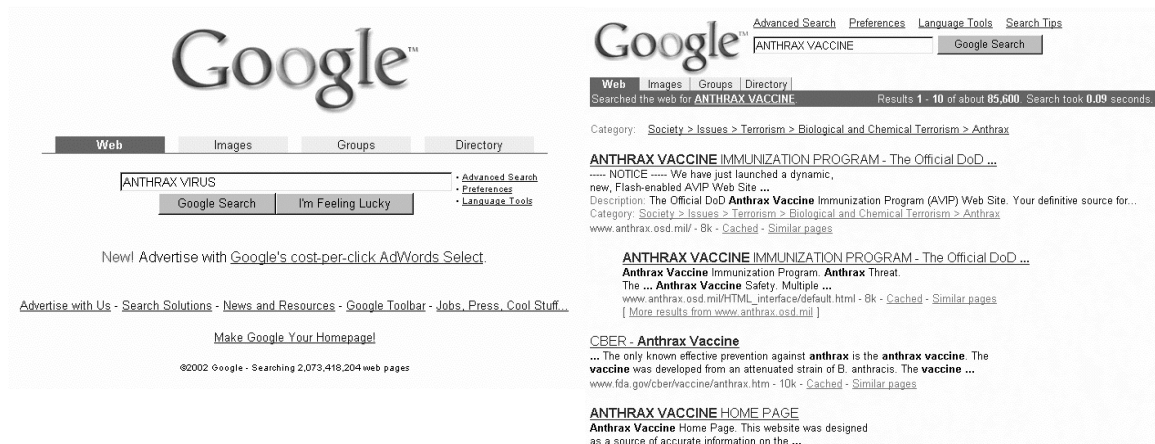 Google™
Web Images Groups Directory
ANTHRAX VIRUS
• Advanced Search
• Preferences
• Language Tools
Google Search I'm Feeling Lucky
New! Advertise with Google's cost-per-click AdWords Select.
Advertise with Us - Search Solutions - News and Resources - Google Toolbar - Jobs, Press, Cool Stuff...
Make Google Your Homepage!
©2002 Google - Searching 2,073,418,204 web pages
Google™
Advanced Search Preferences Language Tools Search Tips
ANTHRAX VACCINE Google Search
Web Images Groups Directory
Searched the web for ANTHRAX VACCINE. Results 1 - 10 of about 85,600. Search took 0.09 seconds.
Category: Society > Issues > Terrorism > Biological and Chemical Terrorism > Anthrax
ANTHRAX VACCINE IMMUNIZATION PROGRAM - The Official DoD ...
----- NOTICE ----- We have just launched a dynamic,
new, Flash-enabled AVIP Web Site ...
Description: The Official DoD Anthrax Vaccine Immunization Program (AVIP) Web Site. Your definitive source for...
Category: Society > Issues > Terrorism > Biological and Chemical Terrorism > Anthrax
www.anthrax.osd.mil/ - 8k - Cached - Similar pages
ANTHRAX VACCINE IMMUNIZATION PROGRAM - The Official DoD ...
Anthrax Vaccine Immunization Program. Anthrax Threat.
The ... Anthrax Vaccine Safety. Multiple ...
www.anthrax.osd.mil/HTML_interface/default.html - 8k - Cached - Similar pages
[ More results from www.anthrax.osd.mil ]
CBER - Anthrax Vaccine
... The only known effective prevention against anthrax is the anthrax vaccine. The
vaccine was developed from an attenuated strain of B. anthracis. The vaccine ...
www.fda.gov/cber/vaccine/anthrax.htm - 10k - Cached - Similar pages
ANTHRAX VACCINE HOME PAGE
Anthrax Vaccine Home Page. This website was designed
as a source of accurate information on the ...